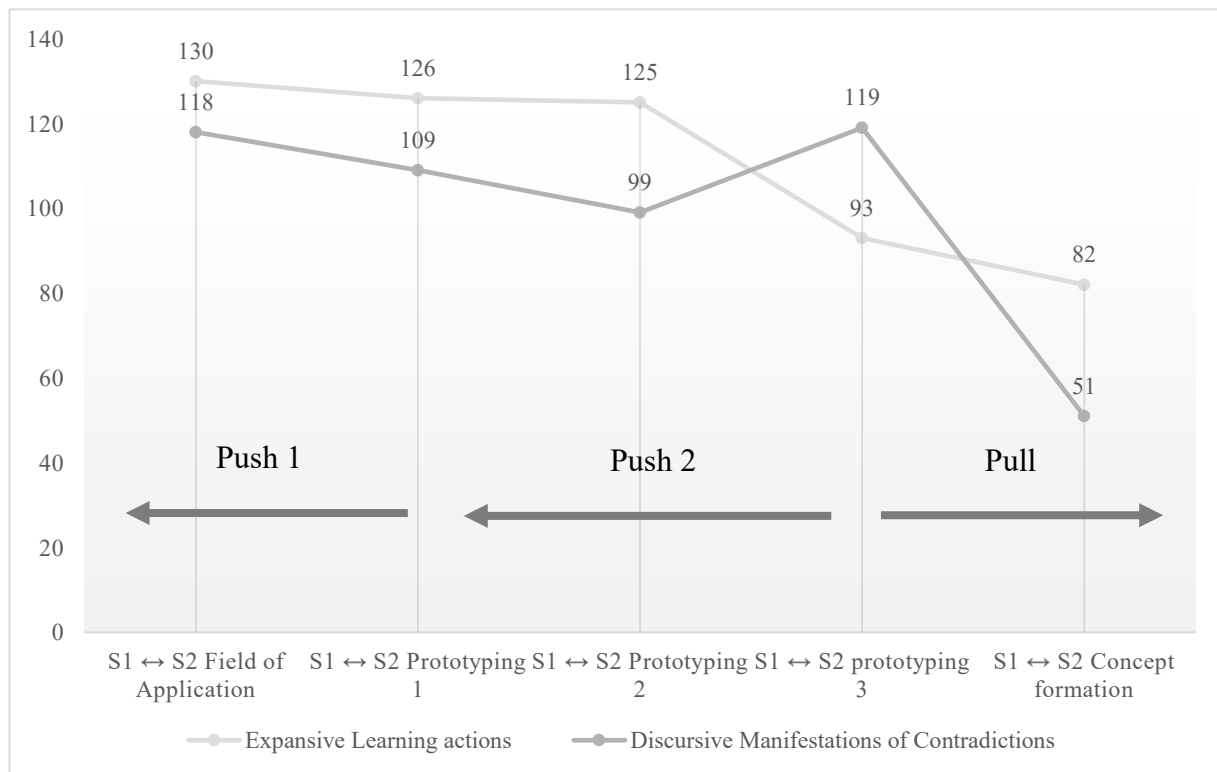 140
130
126
125
120
118
119
109
100
99
93
80
82
60
51
Push 1
Push 2
Pull
40
20
0
S1 ↔ S2 Field of
Application
S1 ↔ S2 Prototyping
1
S1 ↔ S2 Prototyping
2
S1 ↔ S2 prototyping
3
S1 ↔ S2 Concept
formation
Expansive Learning actions
Discursive Manifestations of Contradictions